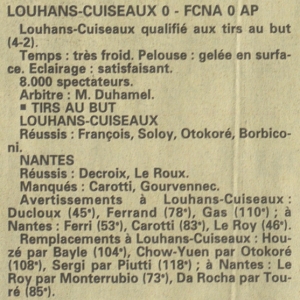 LOUHANS-CUISEAUX 0 - FCNA 0 AP
Louhans-Cuiseaux qualifié aux tirs au but
(4-2).
Temps : très froid. Pelouse : gelée en surfa-
ce. Eclairage : satisfaisant.
8.000 spectateurs.
Arbitre : M. Duhamel.
■ TIRS AU BUT
LOUHANS-CUISEAUX
Réussis : François, Soloy, Otokoré, Borbico-
ni.
NANTES
Réussis : Decroix, Le Roux.
Manqués : Carotti, Gourvennec.
Avertissements à Louhans-Cuiseaux :
Ducloux (45ᵉ), Ferrand (78ᵉ), Gas (110ᵉ) ; à
Nantes : Ferri (53ᵉ), Carotti (83ᵉ), Le Roy (46ᵉ).
Remplacements à Louhans-Cuiseaux : Hou-
zé par Bayle (104ᵉ), Chow-Yuen par Otokoré
(108ᵉ), Sergi par Piutti (118ᵉ) ; à Nantes : Le
Roy par Monterrubio (73ᵉ), Da Rocha par Tou-
ré (85ᵉ).